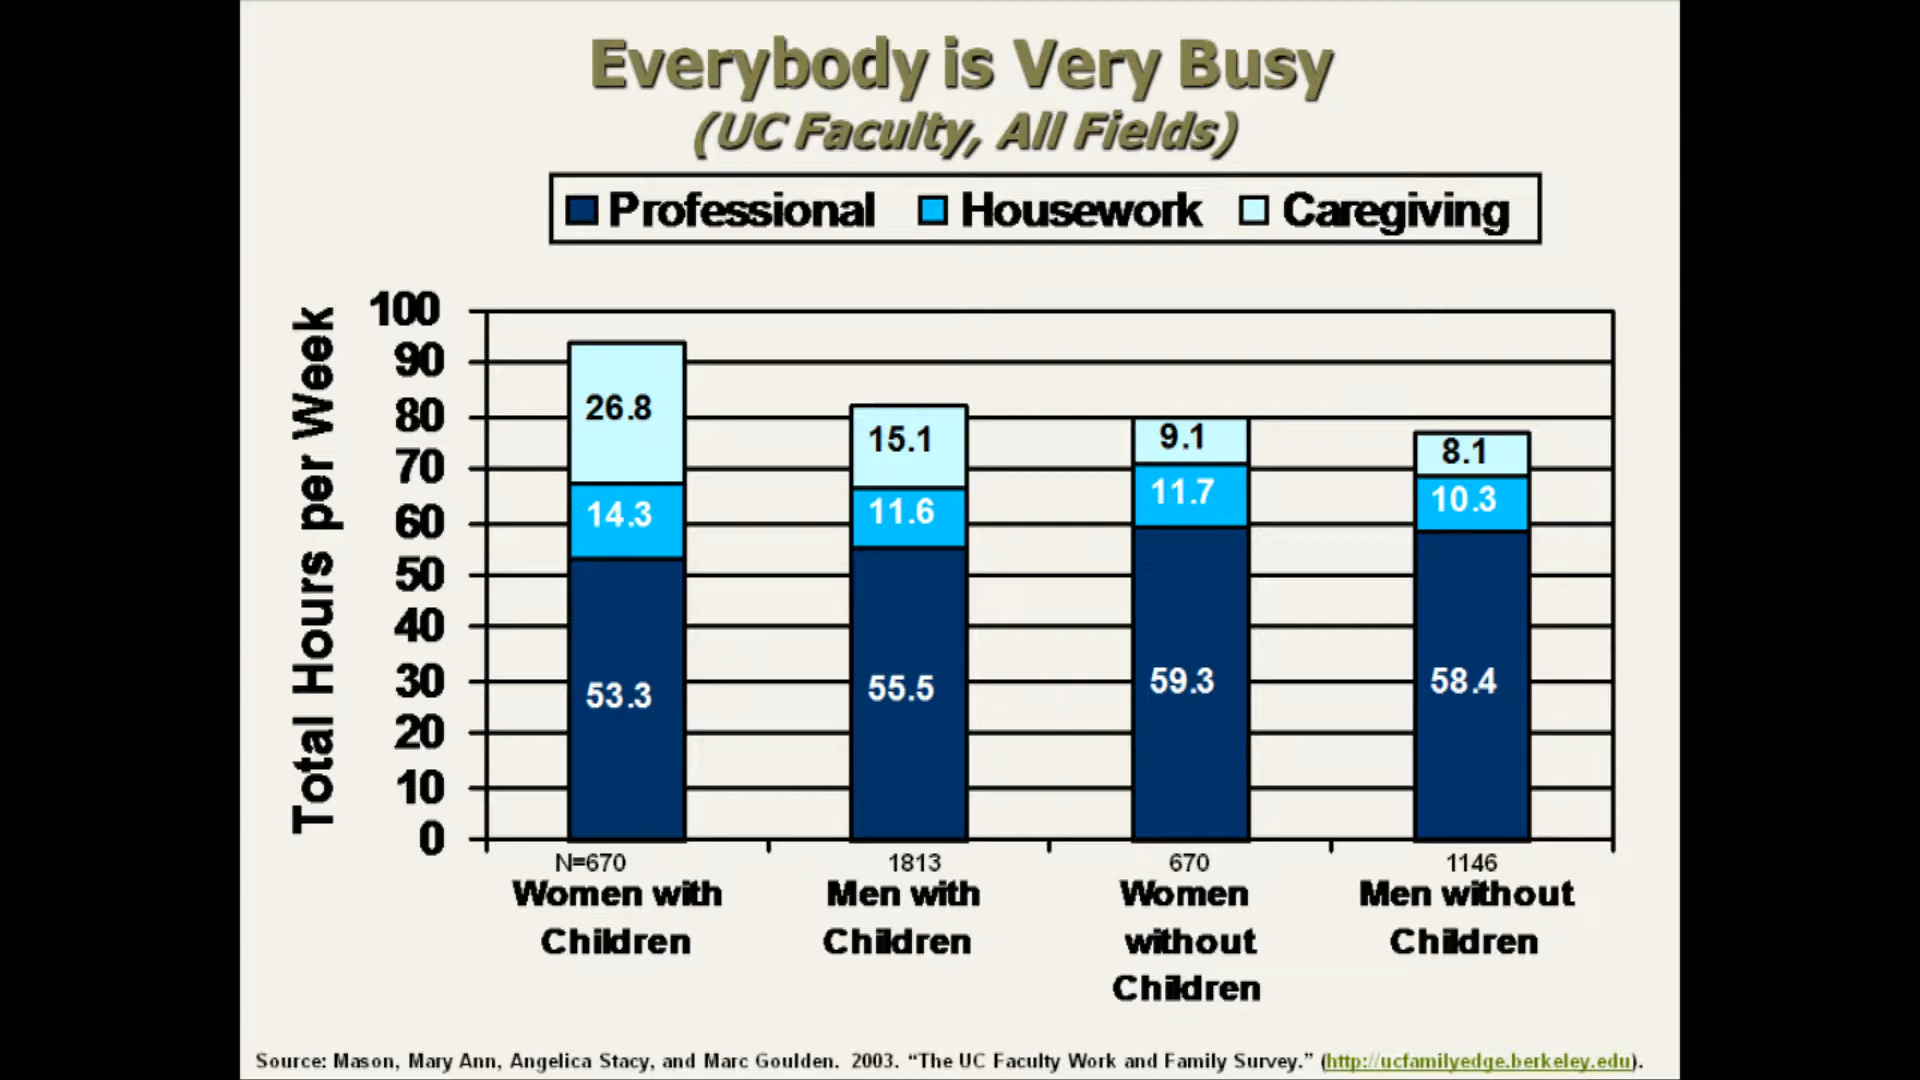 Everybody is Very Busy
(UC Faculty, All Fields)
Professional Housework Caregiving
Total Hours per Week
100
90
80
70
60
50
40
30
20
10
0
26.8
14.3
53.3
15.1
11.6
55.5
9.1
11.7
59.3
8.1
10.3
58.4
N=670
Women with
Children
1813
Men with
Children
670
Women
without
Children
1146
Men without
Children
Source: Mason, Mary Ann, Angelica Stacy, and Marc Goulden. 2003. “The UC Faculty Work and Family Survey.” (http://ucfamilyedge.berkeley.edu).